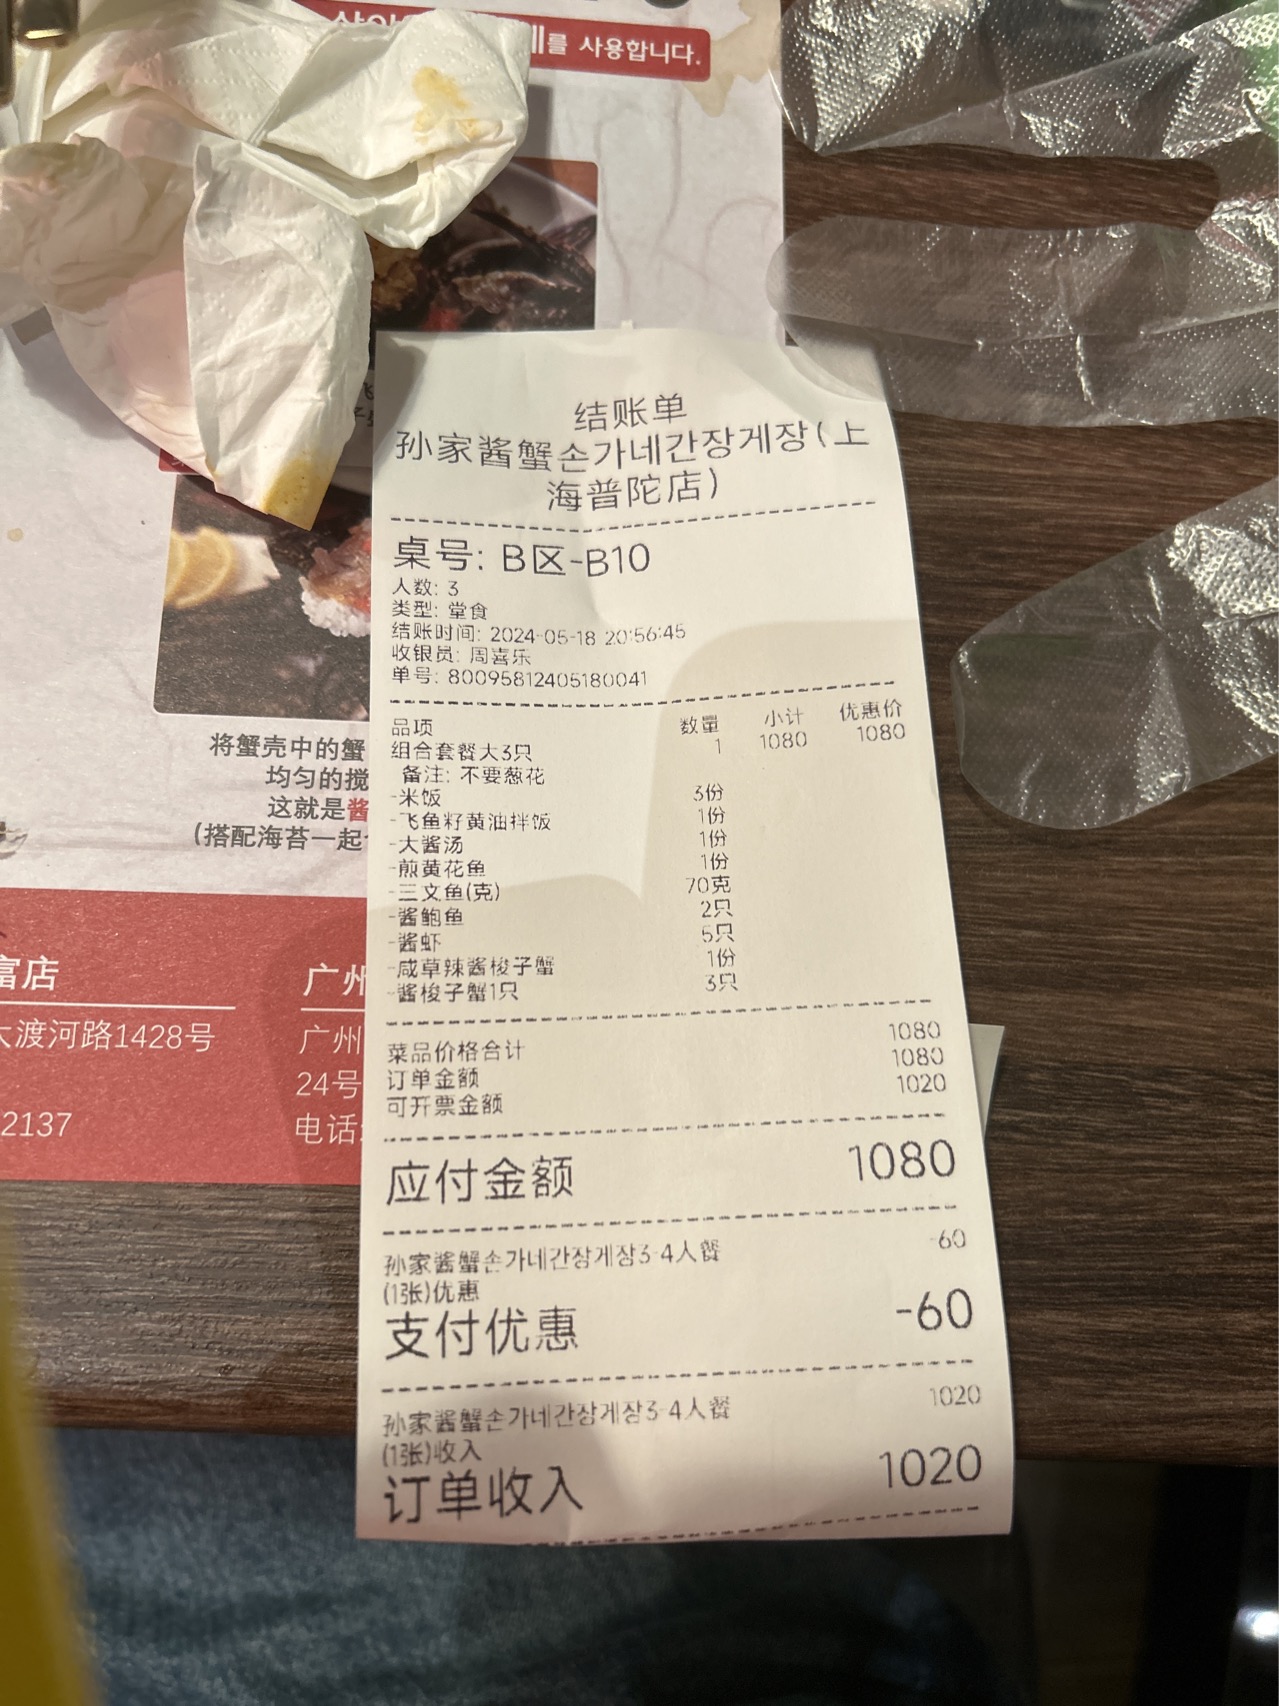 를 사용합니다.
结账单
孙家酱蟹손가네간장게장(上
海普陀店)
桌号: B区-B10
人数: 3
类型: 堂食
结账时间: 2024-05-18 20:56:45
收银员: 周喜乐
单号: 80095812405180041
品项 数量 小计 优惠价
组合套餐大3只 1 1080 1080
备注: 不要葱花
-米饭 3份
-飞鱼籽黄油拌饭 1份
-大酱汤 1份
-煎黄花鱼 1份
-三文鱼(克) 70克
-酱鲍鱼 2只
-酱虾 5只
-咸草辣酱梭子蟹 1份
-酱梭子蟹1只 3只
菜品价格合计 1080
订单金额 1080
可开票金额 1020
应付金额 1080
孙家酱蟹손가네간장게장3-4人餐 -60
(1张)优惠
支付优惠 -60
孙家酱蟹손가네간장게장3-4人餐 1020
(1张)收入
订单收入 1020
将蟹壳中的蟹
均匀的搅
这就是酱
(搭配海苔一起
富店
大渡河路1428号
2137
广州
广州
24号
电话: